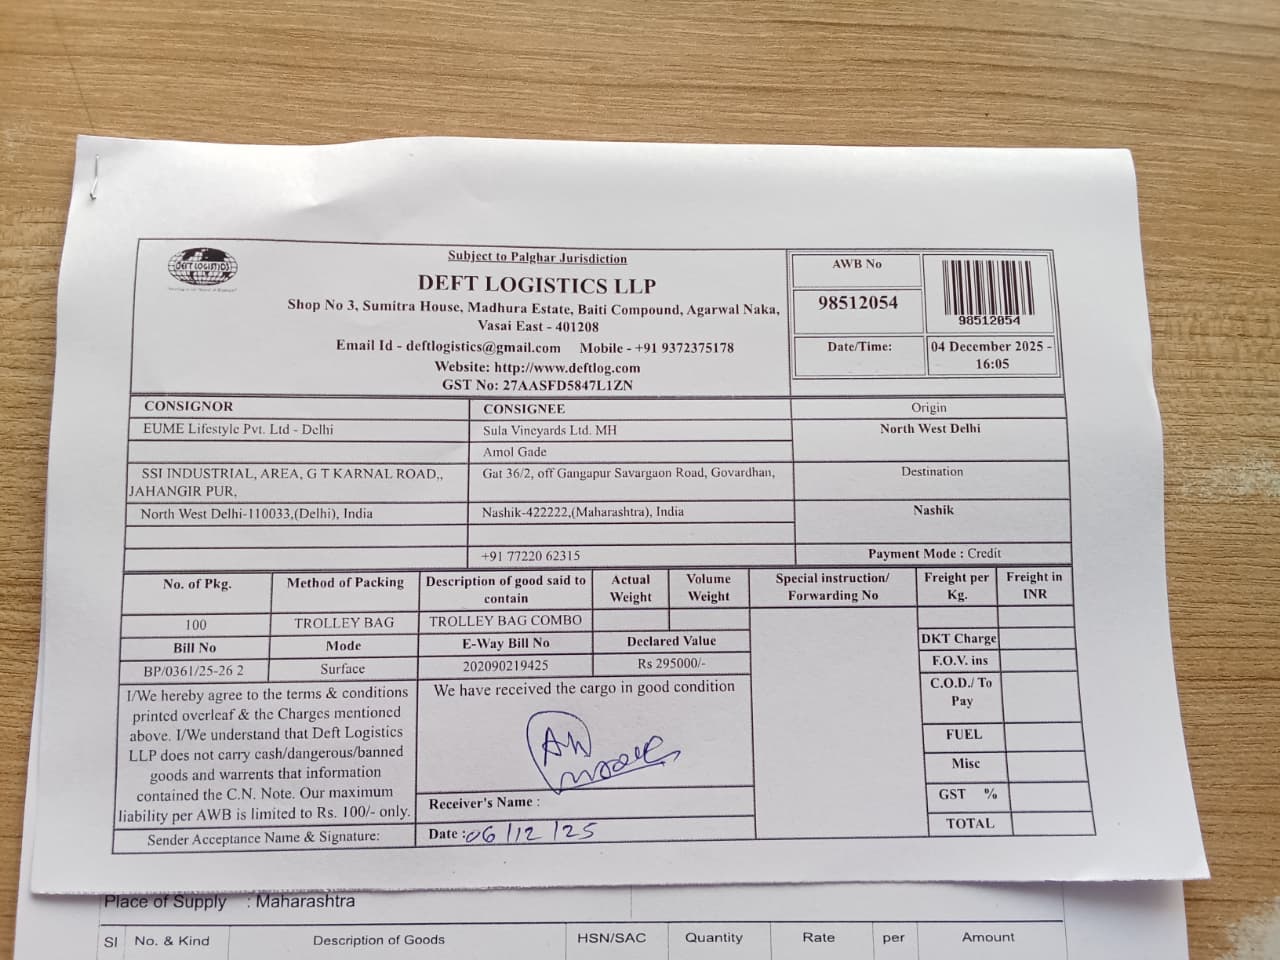 DEFT LOGISTICS
Subject to Palghar Jurisdiction
DEFT LOGISTICS LLP
Shop No 3, Sumitra House, Madhura Estate, Baiti Compound, Agarwal Naka,
Vasai East - 401208
Email Id - deftlogistics@gmail.com Mobile - +91 9372375178
Website: http://www.deftlog.com
GST No: 27AASFD5847L1ZN
AWB No
98512054
98512054
Date/Time:
04 December 2025 -
16:05
CONSIGNOR
EUME Lifestyle Pvt. Ltd - Delhi
SSI INDUSTRIAL, AREA, G T KARNAL ROAD,,
JAHANGIR PUR,
North West Delhi-110033,(Delhi), India
CONSIGNEE
Sula Vineyards Ltd. MH
Amol Gade
Gat 36/2, off Gangapur Savargaon Road, Govardhan,
Nashik-422222,(Maharashtra), India
+91 77220 62315
Origin
North West Delhi
Destination
Nashik
Payment Mode : Credit
No. of Pkg. Method of Packing Description of good said to contain Actual Weight Volume Weight Special instruction/ Forwarding No Freight per Kg. Freight in INR
100 TROLLEY BAG TROLLEY BAG COMBO
Bill No Mode E-Way Bill No Declared Value
BP/0361/25-26 2 Surface 202090219425 Rs 295000/-
DKT Charge
F.O.V. ins
C.O.D./ To
Pay
FUEL
Misc
GST %
TOTAL
I/We hereby agree to the terms & conditions
printed overleaf & the Charges mentioned
above. I/We understand that Deft Logistics
LLP does not carry cash/dangerous/banned
goods and warrents that information
contained the C.N. Note. Our maximum
liability per AWB is limited to Rs. 100/- only.
Sender Acceptance Name & Signature:
We have received the cargo in good condition
Receiver's Name :
Date : 06/12/25
Place of Supply : Maharashtra
SI No. & Kind Description of Goods HSN/SAC Quantity Rate per Amount